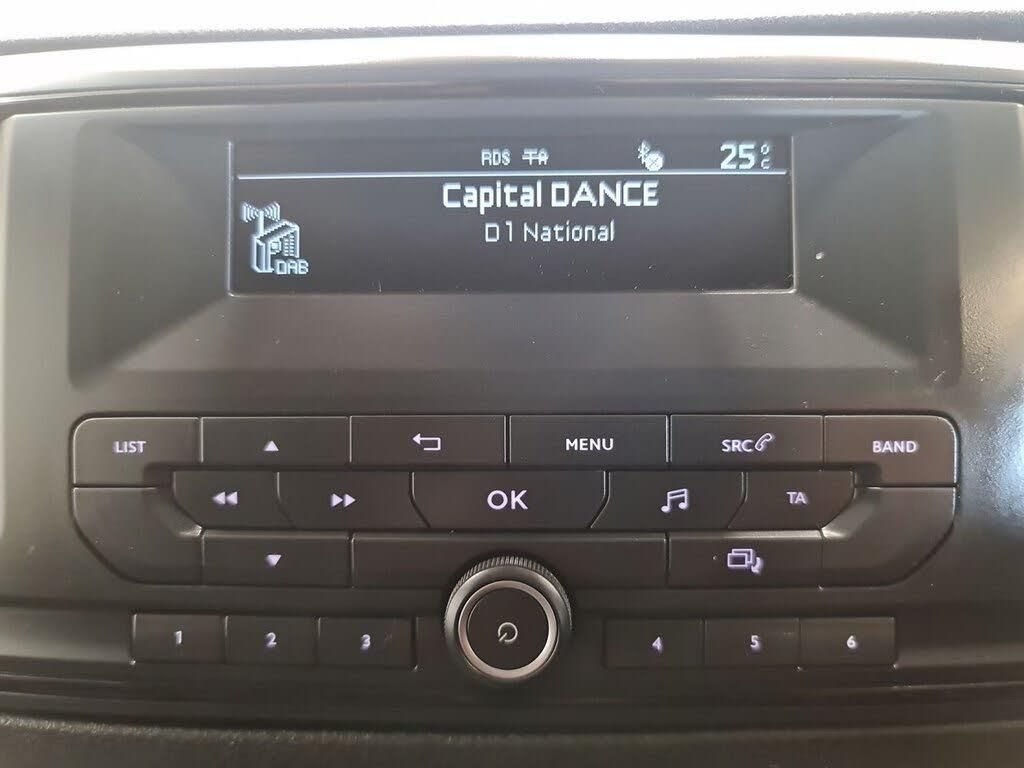 RDS TA 25°C
Capital DANCE
D1 National
DAB
LIST MENU SRC BAND
OK TA
1 2 3 4 5 6